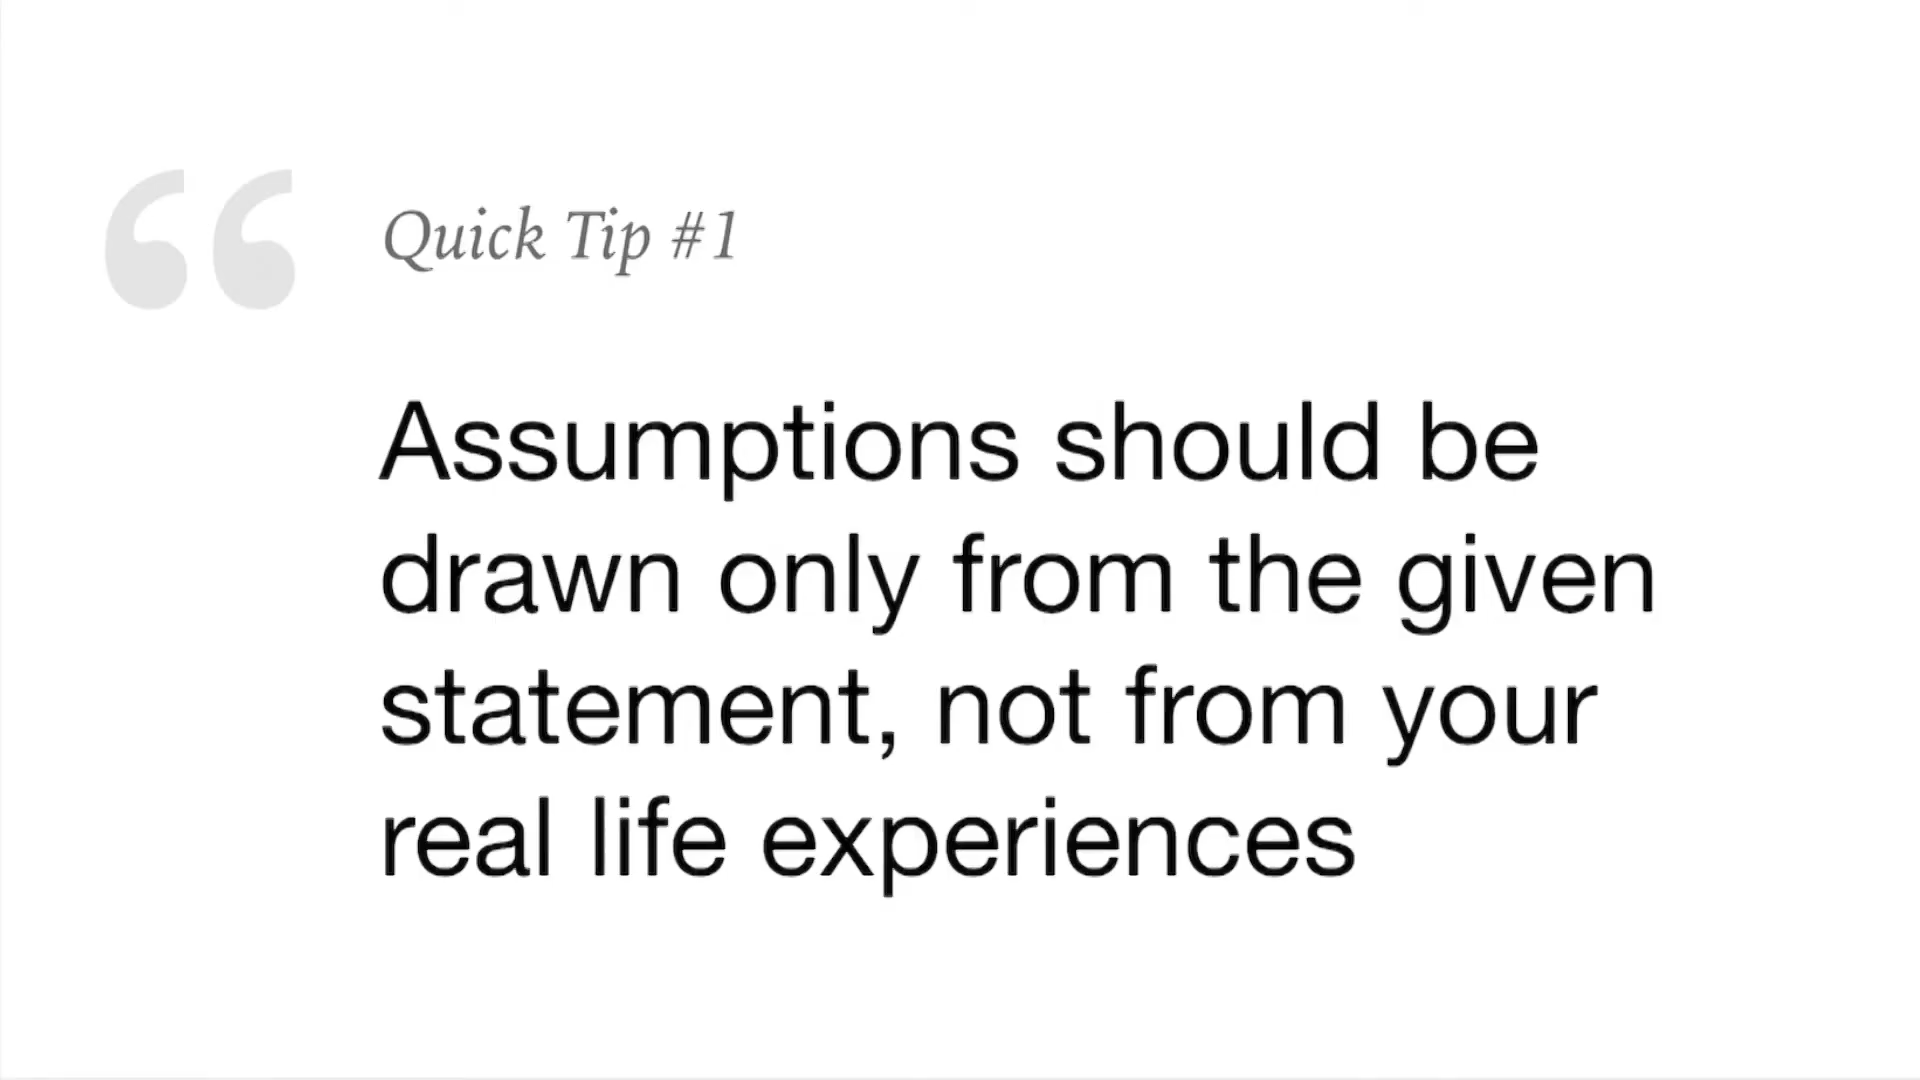 Quick Tip #1
Assumptions should be
drawn only from the given
statement, not from your
real life experiences